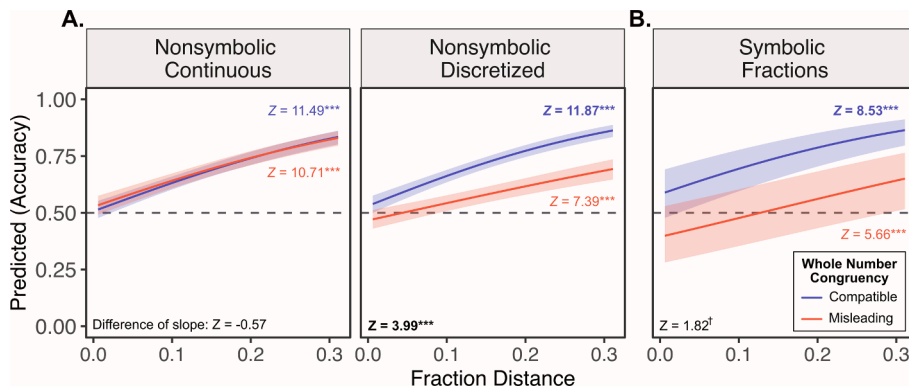 A.
B.
Nonsymbolic
Continuous
Nonsymbolic
Discretized
Symbolic
Fractions
Predicted (Accuracy)
1.00
0.75
0.50
0.25
0.00
Z = 11.49***
Z = 10.71***
Difference of slope: Z = -0.57
Z = 11.87***
Z = 7.39***
Z = 3.99***
Z = 8.53***
Z = 5.66***
Z = 1.82†
Whole Number
Congruency
Compatible
Misleading
0.0 0.1 0.2 0.3
0.0 0.1 0.2 0.3
0.0 0.1 0.2 0.3
Fraction Distance